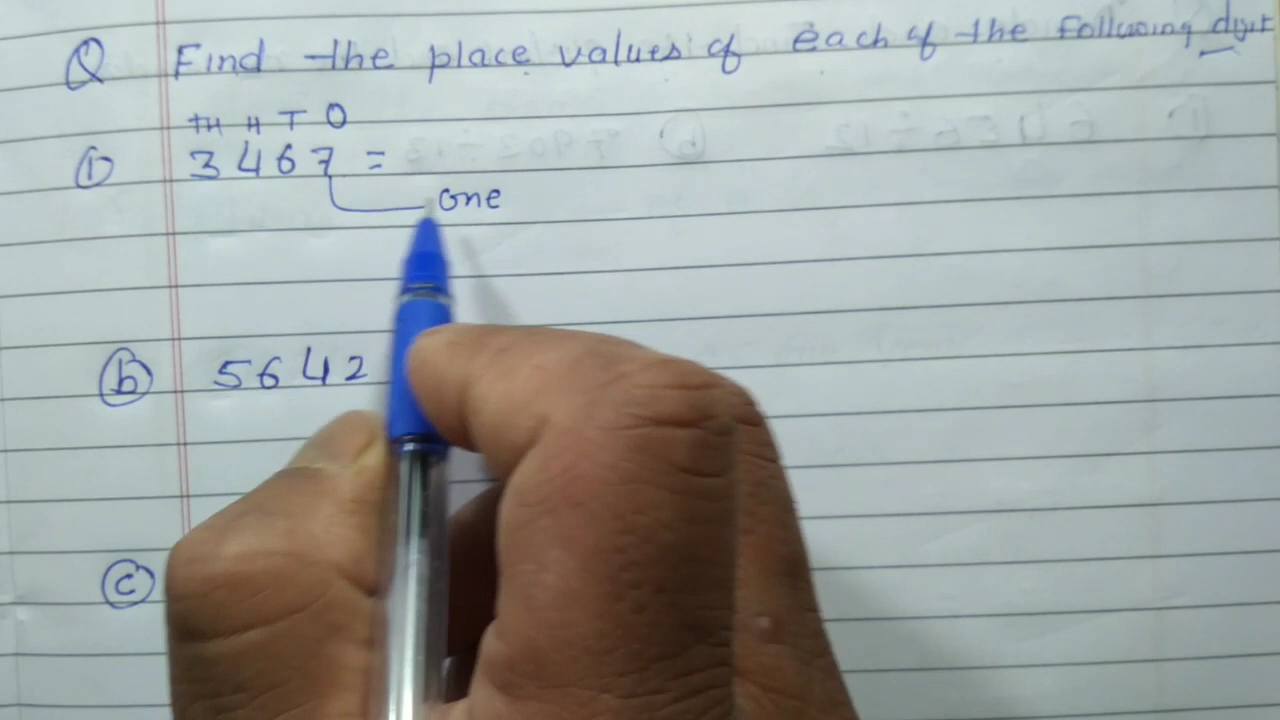 Q Find the place values of each of the following digit
TH H T O
① 3467 =
one
ⓑ 5642
ⓒ